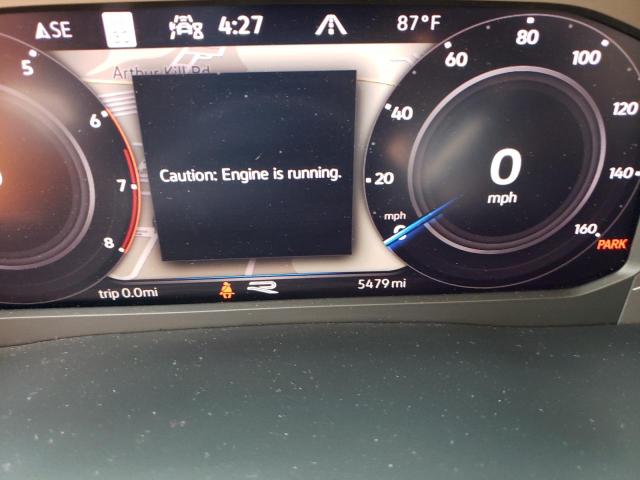 SE 4:27 87°F
Arthur Kill Rd
5
6
7
8
Caution: Engine is running.
20
40
60
80
100
120
140
160
mph
0
0
mph
PARK
trip 0.0mi
R
5479 mi